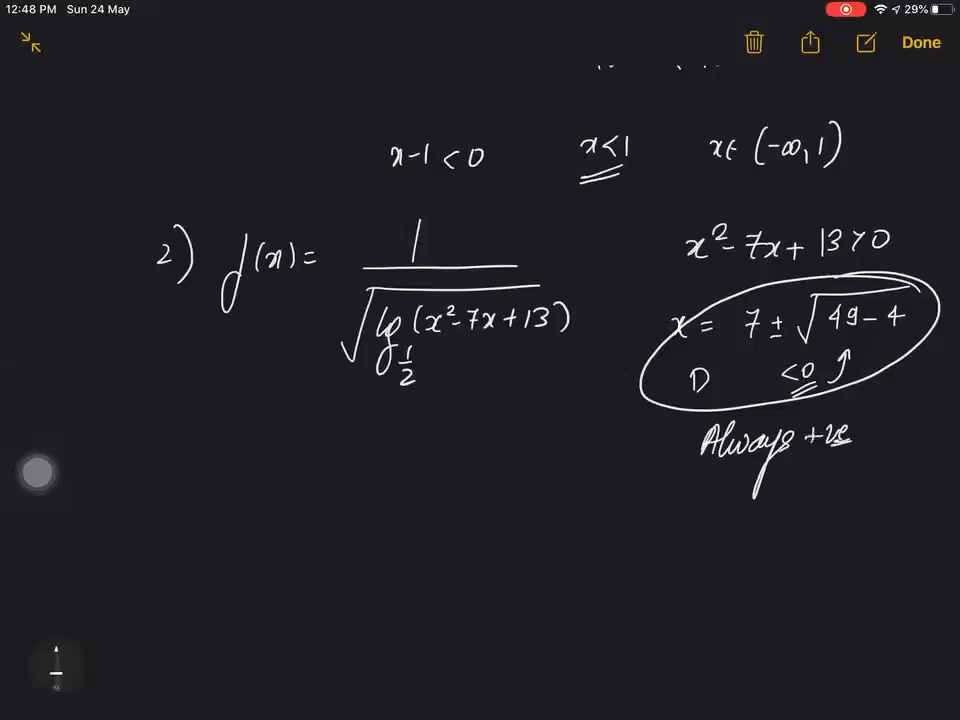 12:48 PM Sun 24 May 29%
Done
x-1 < 0 x < 1 x ∈ (-∞, 1)
2) f(x) = 1 / √(log_{1/2} (x² - 7x + 13))
x² - 7x + 13 > 0
x = 7 ± √(49 - 4
D < 0
Always +ve